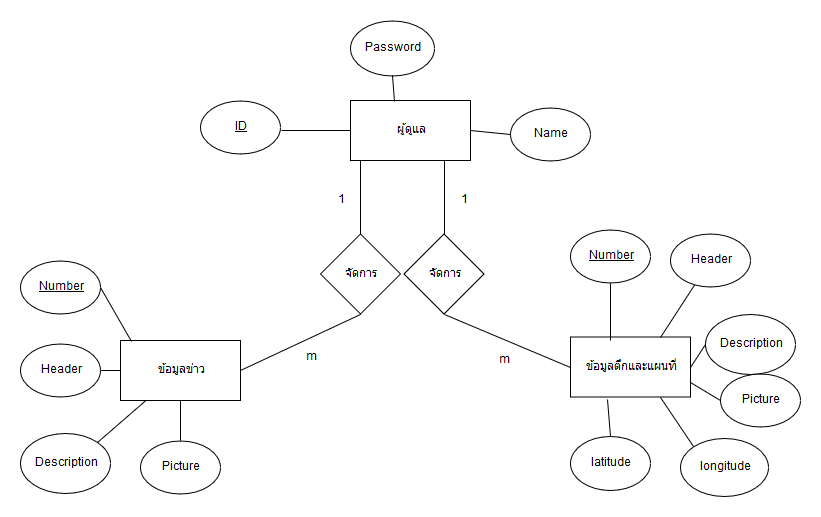 Password
ID
ผู้ดูแล
Name
1
1
จัดการ
จัดการ
Number
Header
Number
Header
Description
Picture
m
m
ข้อมูลข่าว
ข้อมูลตึกและแผนที่
Header
Description
Picture
latitude
longitude